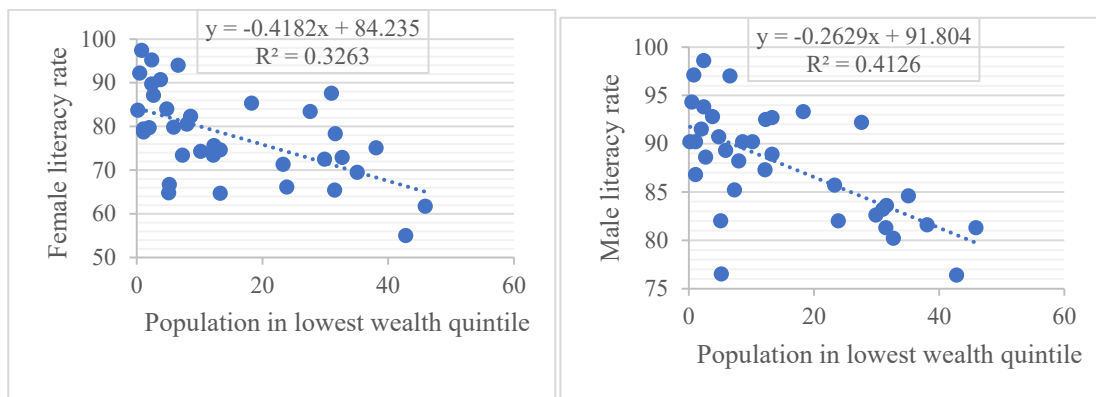 y = -0.4182x + 84.235
R² = 0.3263
Female literacy rate
100
90
80
70
60
50
0
20
40
60
Population in lowest wealth quintile
y = -0.2629x + 91.804
R² = 0.4126
Male literacy rate
100
95
90
85
80
75
0
20
40
60
Population in lowest wealth quintile